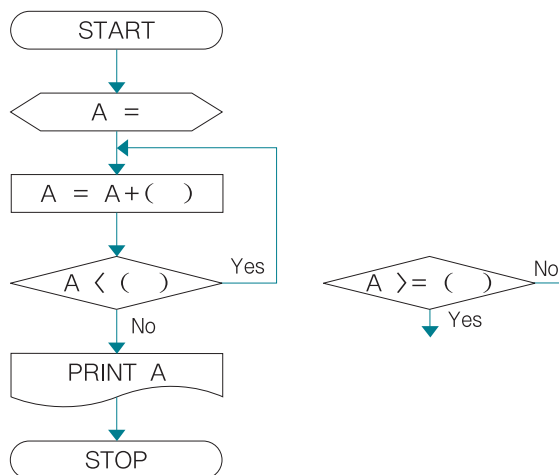 START
A =
A = A+(  )
A < (  )
Yes
No
PRINT A
STOP
A >= (  )
No
Yes